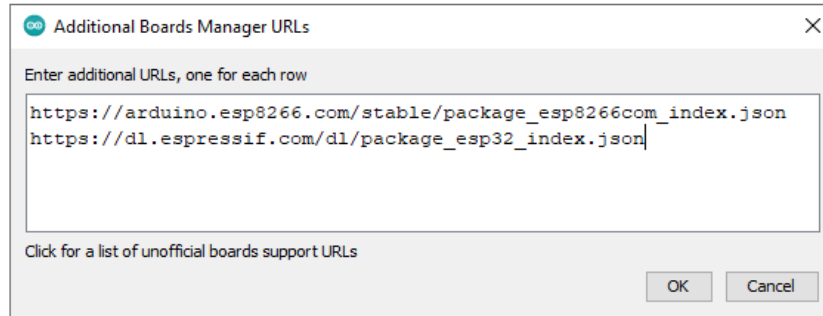 Additional Boards Manager URLs
Enter additional URLs, one for each row
https://arduino.esp8266.com/stable/package_esp8266com_index.json
https://dl.espressif.com/dl/package_esp32_index.json
Click for a list of unofficial boards support URLs
OK Cancel